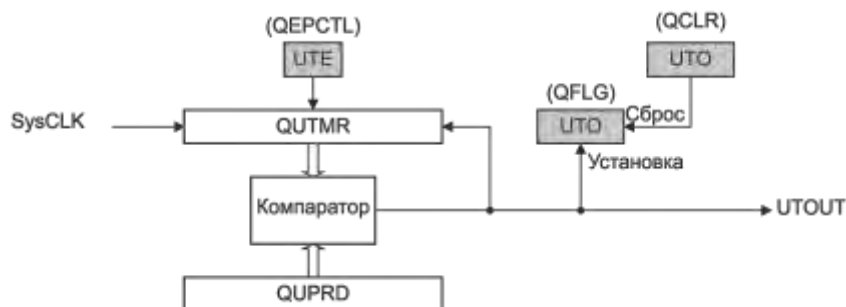 (QEPCTL)
UTE
(QCLR)
UTO
(QFLG)
UTO
Сброс
SysCLK
QUTMR
Установка
Компаратор
UTOUT
QUPRD